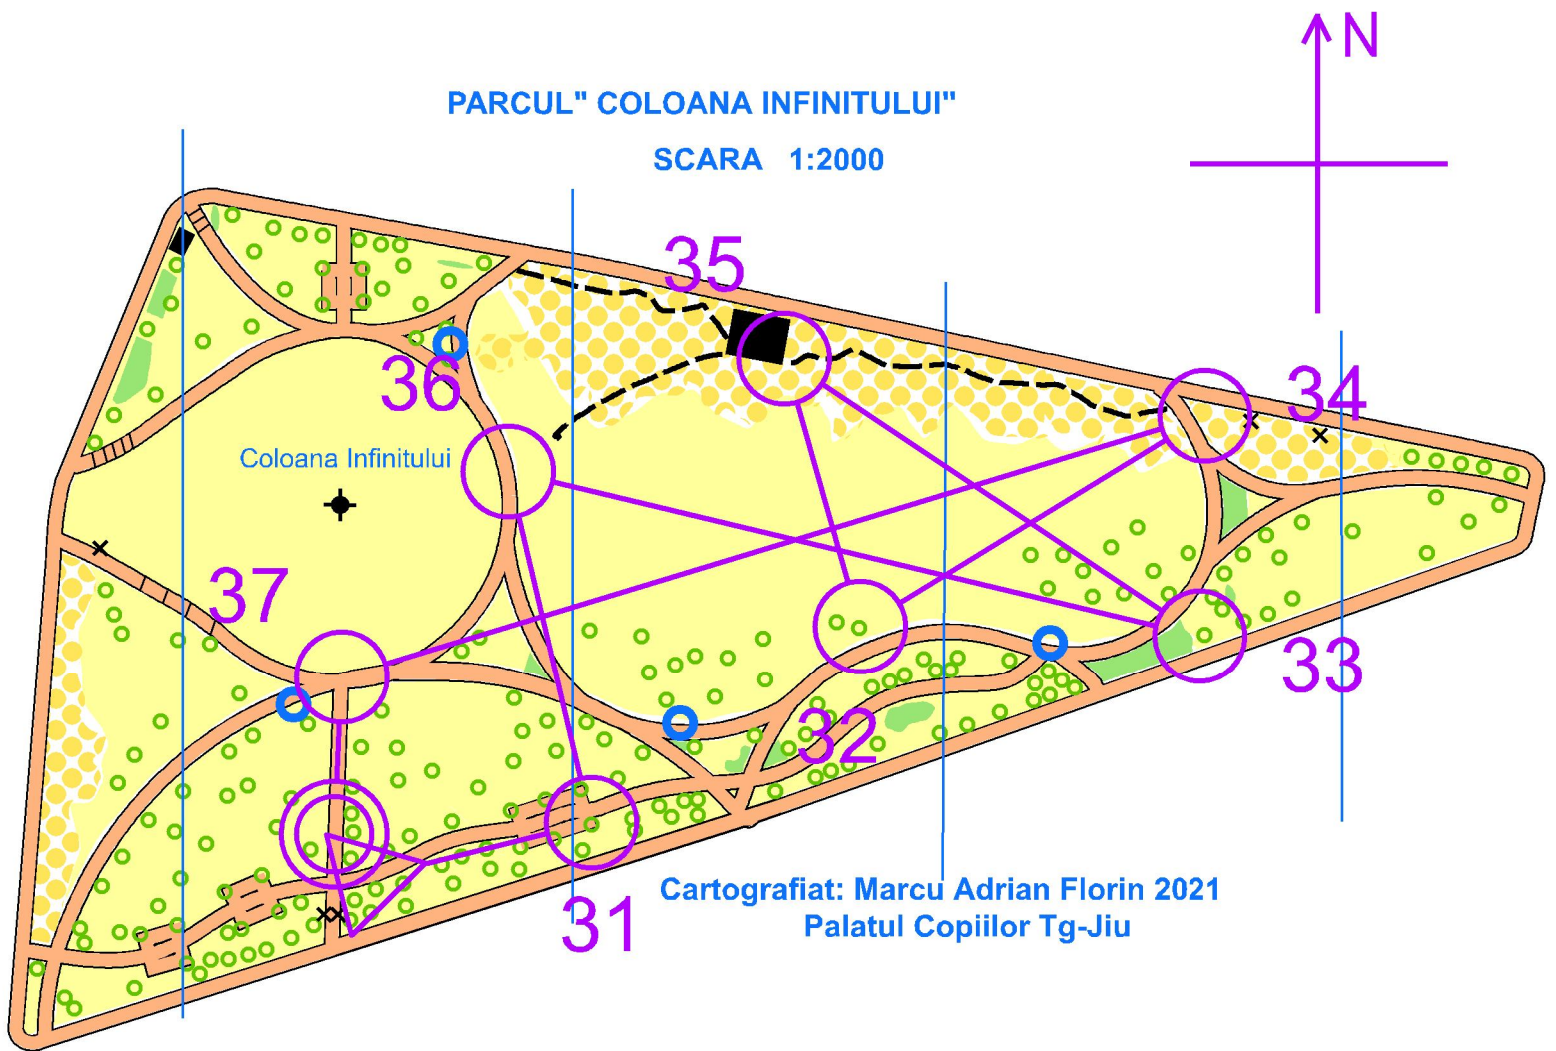 N
PARCUL" COLOANA INFINITULUI"
SCARA 1:2000
35
36
34
Coloana Infinitului
37
33
32
31
Cartografiat: Marcu Adrian Florin 2021
Palatul Copiilor Tg-Jiu